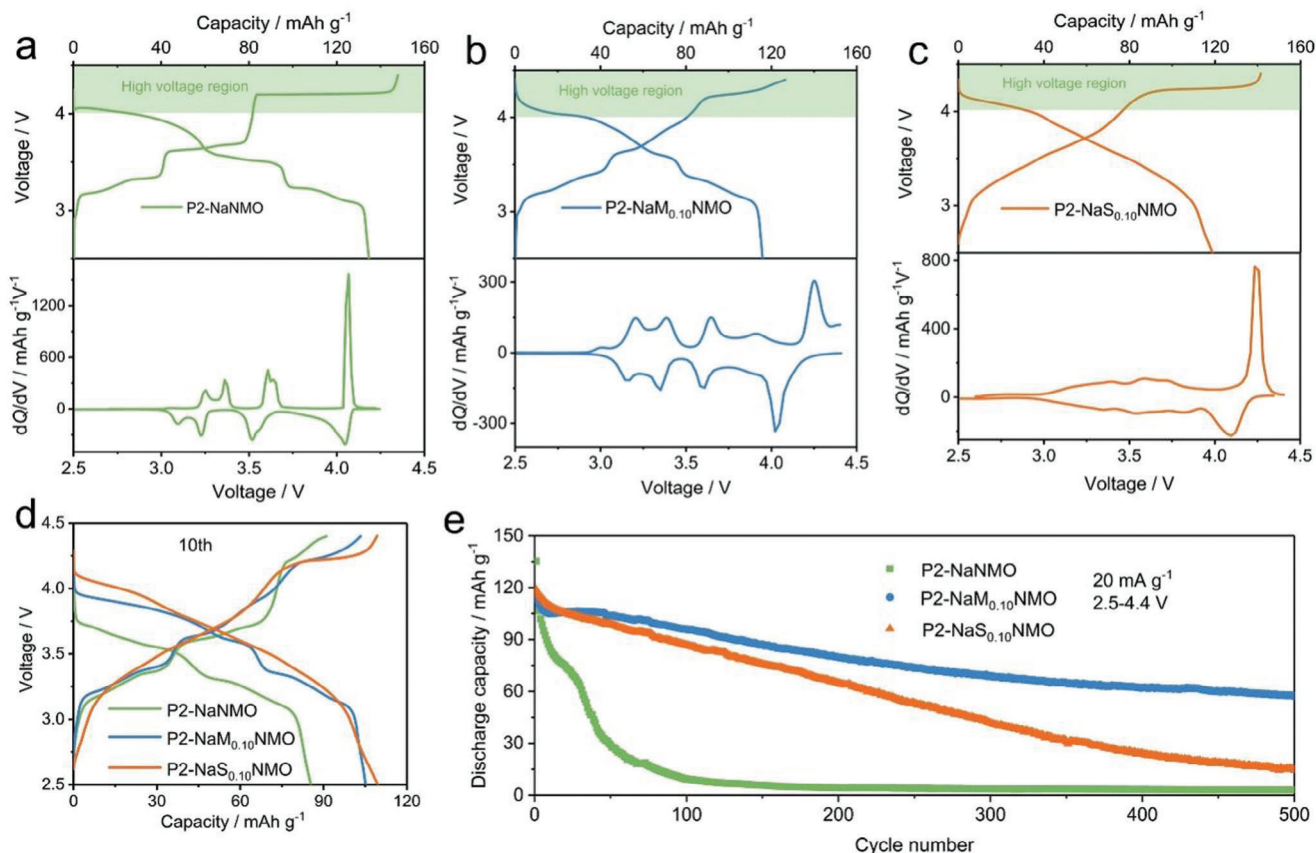 a
Capacity / mAh g⁻¹
0 40 80 120 160
High voltage region
4
3
Voltage / V
P2-NaNMO
1200
600
0
dQ/dV / mAh g⁻¹V⁻¹
2.5 3.0 3.5 4.0 4.5
Voltage / V
b
Capacity / mAh g⁻¹
0 40 80 120 160
High voltage region
4
3
Voltage / V
P2-NaM₀.₁₀NMO
300
0
-300
dQ/dV / mAh g⁻¹V⁻¹
2.5 3.0 3.5 4.0 4.5
Voltage / V
c
Capacity / mAh g⁻¹
0 40 80 120 160
High voltage region
4
3
Voltage / V
P2-NaS₀.₁₀NMO
800
400
0
dQ/dV / mAh g⁻¹V⁻¹
2.5 3.0 3.5 4.0 4.5
Voltage / V
d
10th
4.5
4.0
3.5
3.0
2.5
Voltage / V
P2-NaNMO
P2-NaM₀.₁₀NMO
P2-NaS₀.₁₀NMO
0 30 60 90 120
Capacity / mAh g⁻¹
e
150
120
90
60
30
0
Discharge capacity / mAh g⁻¹
P2-NaNMO
P2-NaM₀.₁₀NMO
P2-NaS₀.₁₀NMO
20 mA g⁻¹
2.5-4.4 V
0 100 200 300 400 500
Cycle number